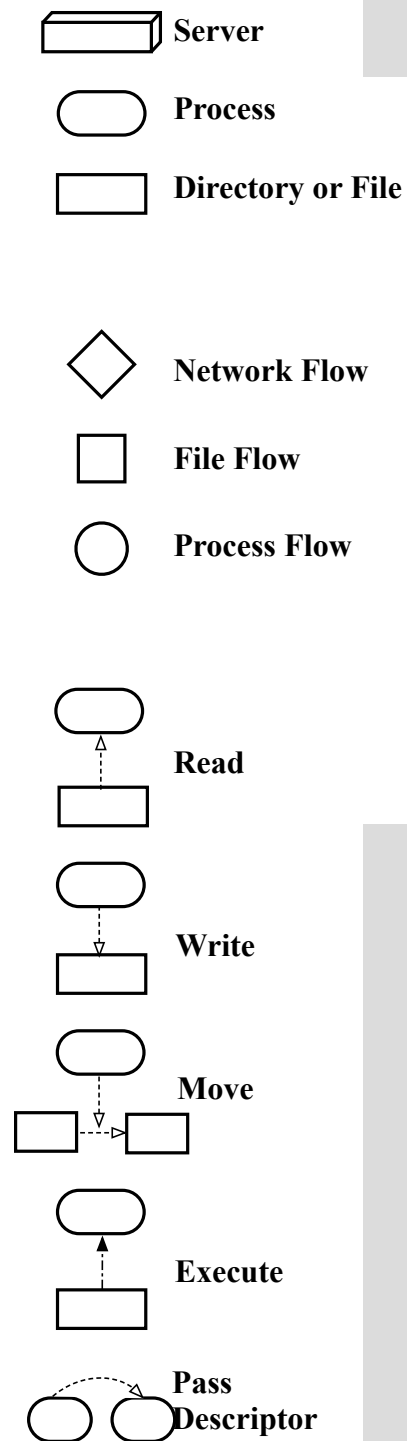 Server
Process
Directory or File
Network Flow
File Flow
Process Flow
Read
Write
Move
Execute
Pass
Descriptor